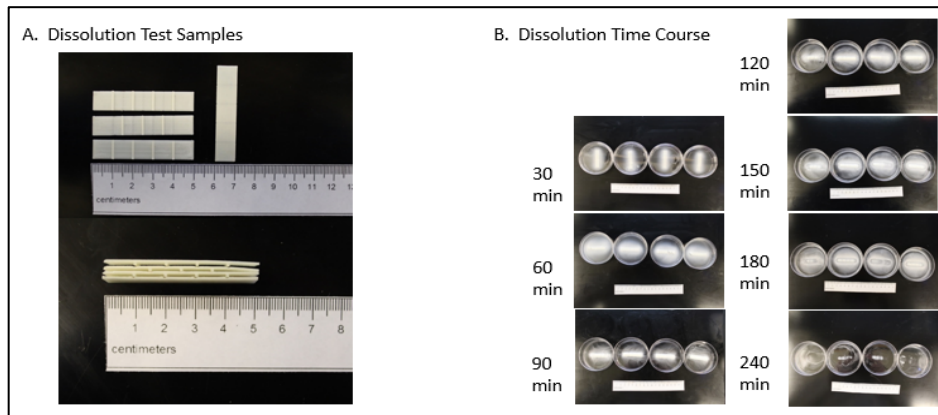 A. Dissolution Test Samples
1 2 3 4 5 6 7 8 9 10 11 12
centimeters
1 2 3 4 5 6 7 8
centimeters
B. Dissolution Time Course
30
min
60
min
90
min
120
min
150
min
180
min
240
min